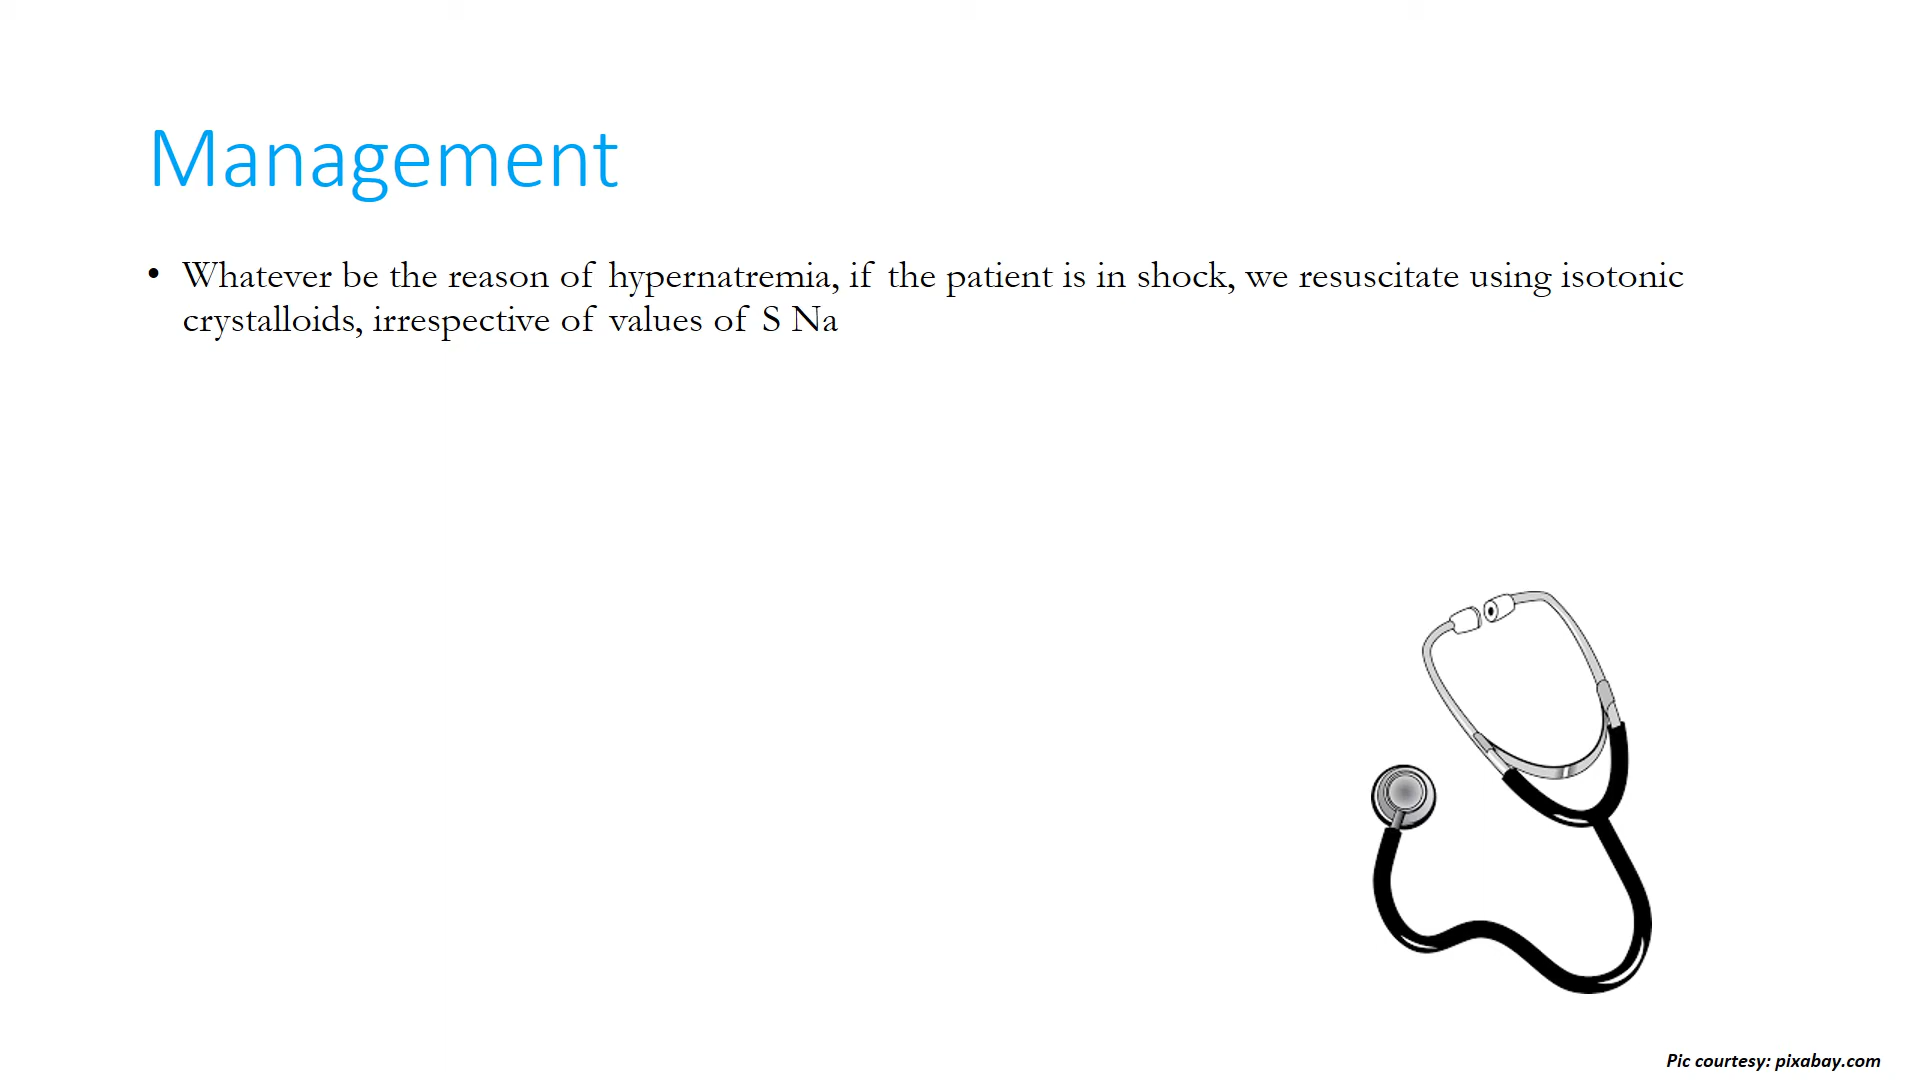 Management
• Whatever be the reason of hypernatremia, if the patient is in shock, we resuscitate using isotonic
crystalloids, irrespective of values of S Na
Pic courtesy: pixabay.com